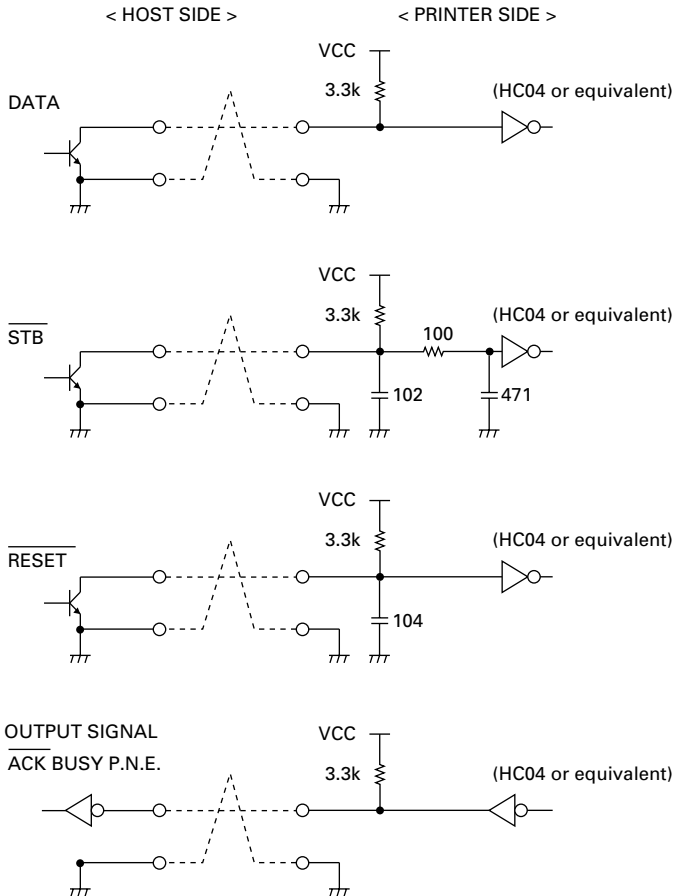 < HOST SIDE > < PRINTER SIDE >
VCC
3.3k (HC04 or equivalent)
DATA
VCC
3.3k (HC04 or equivalent)
STB 100
102 471
VCC
3.3k (HC04 or equivalent)
RESET
104
OUTPUT SIGNAL VCC
ACK BUSY P.N.E. 3.3k (HC04 or equivalent)